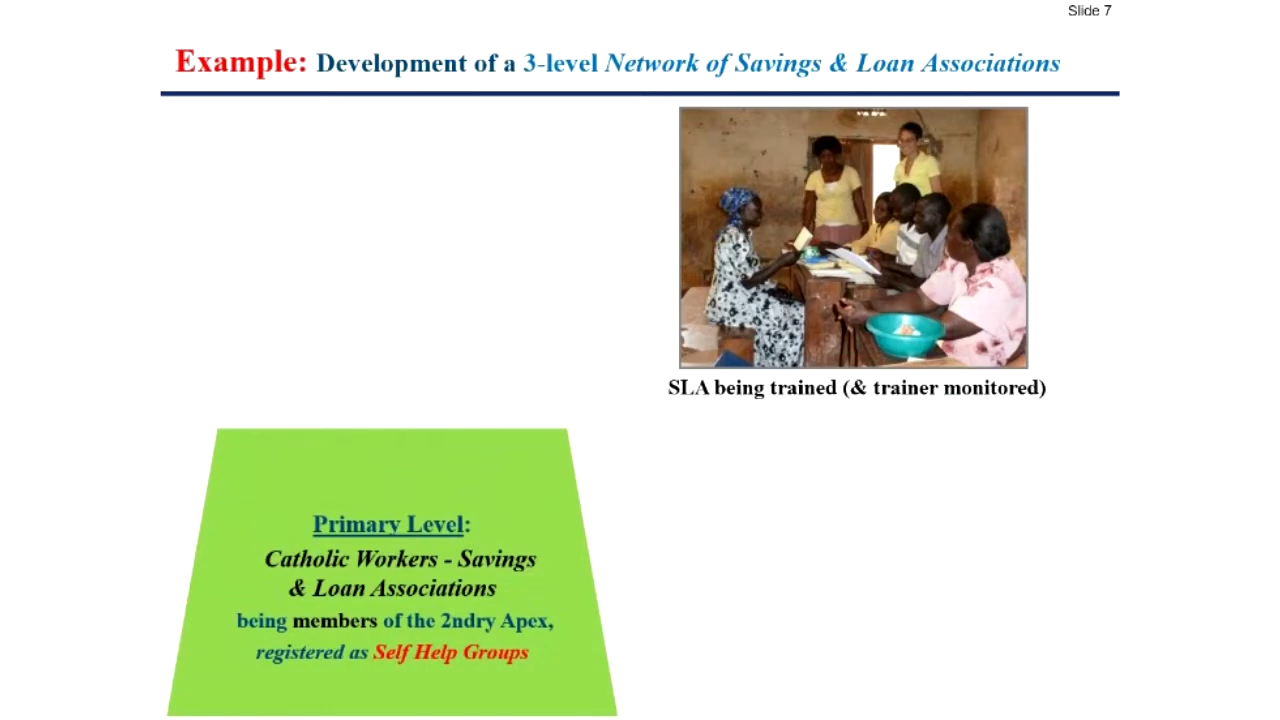 Slide 7
Example: Development of a 3-level Network of Savings & Loan Associations
SLA being trained (& trainer monitored)
Primary Level:
Catholic Workers - Savings
& Loan Associations
being members of the 2ndry Apex,
registered as Self Help Groups